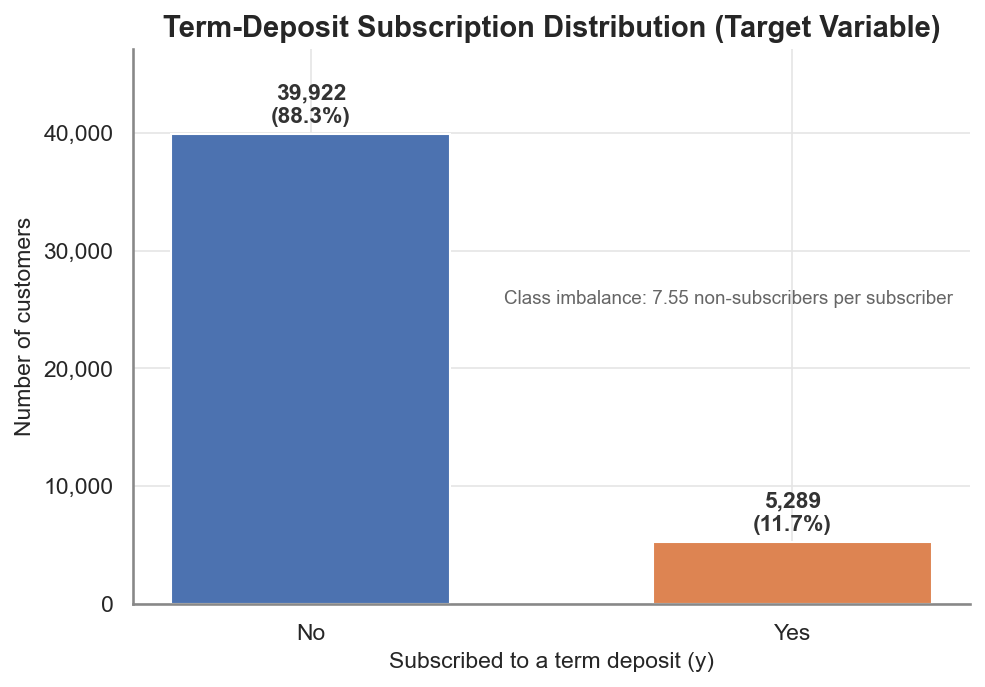 Term-Deposit Subscription Distribution (Target Variable)
39,922
(88.3%)
40,000
30,000
Class imbalance: 7.55 non-subscribers per subscriber
20,000
10,000
5,289
(11.7%)
0
Number of customers
No
Yes
Subscribed to a term deposit (y)